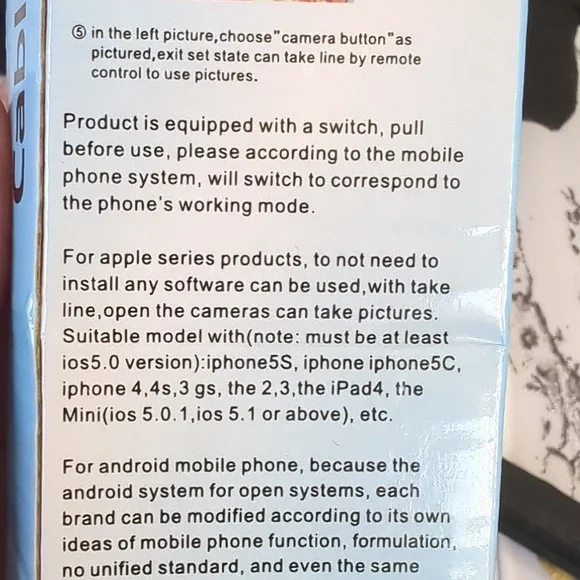 ⑤ in the left picture,choose"camera button"as
pictured,exit set state can take line by remote
control to use pictures.
Product is equipped with a switch, pull
before use, please according to the mobile
phone system, will switch to correspond to
the phone's working mode.
For apple series products, to not need to
install any software can be used,with take
line,open the cameras can take pictures.
Suitable model with(note: must be at least
ios5.0 version):iphone5S, iphone iphone5C,
iphone 4,4s,3 gs, the 2,3,the iPad4, the
Mini(ios 5.0.1,ios 5.1 or above), etc.
For android mobile phone, because the
android system for open systems, each
brand can be modified according to its own
ideas of mobile phone function, formulation,
no unified standard, and even the same